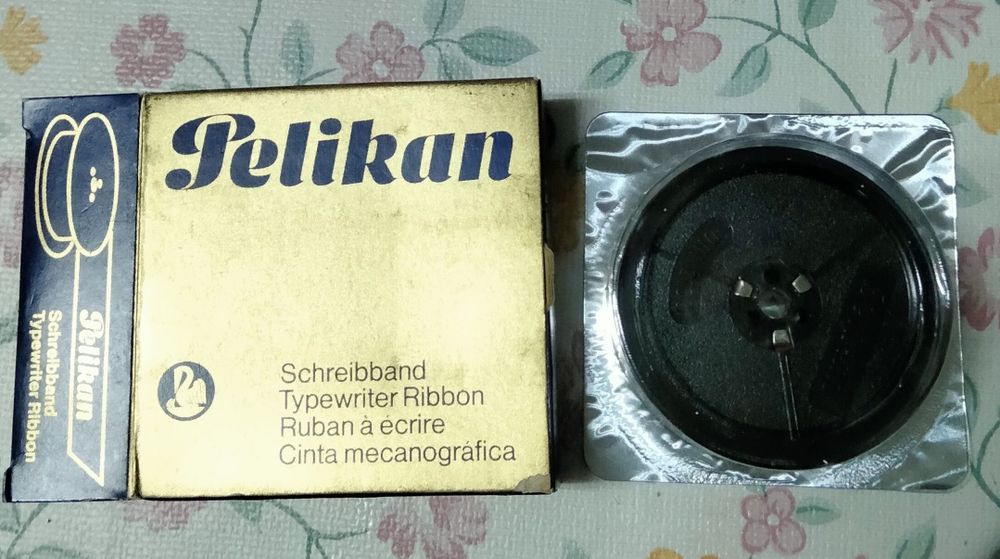 Pelikan
Schreibband
Typewriter Ribbon
Ruban à écrire
Cinta mecanográfica
Pelikan
Schreibband
Typewriter Ribbon